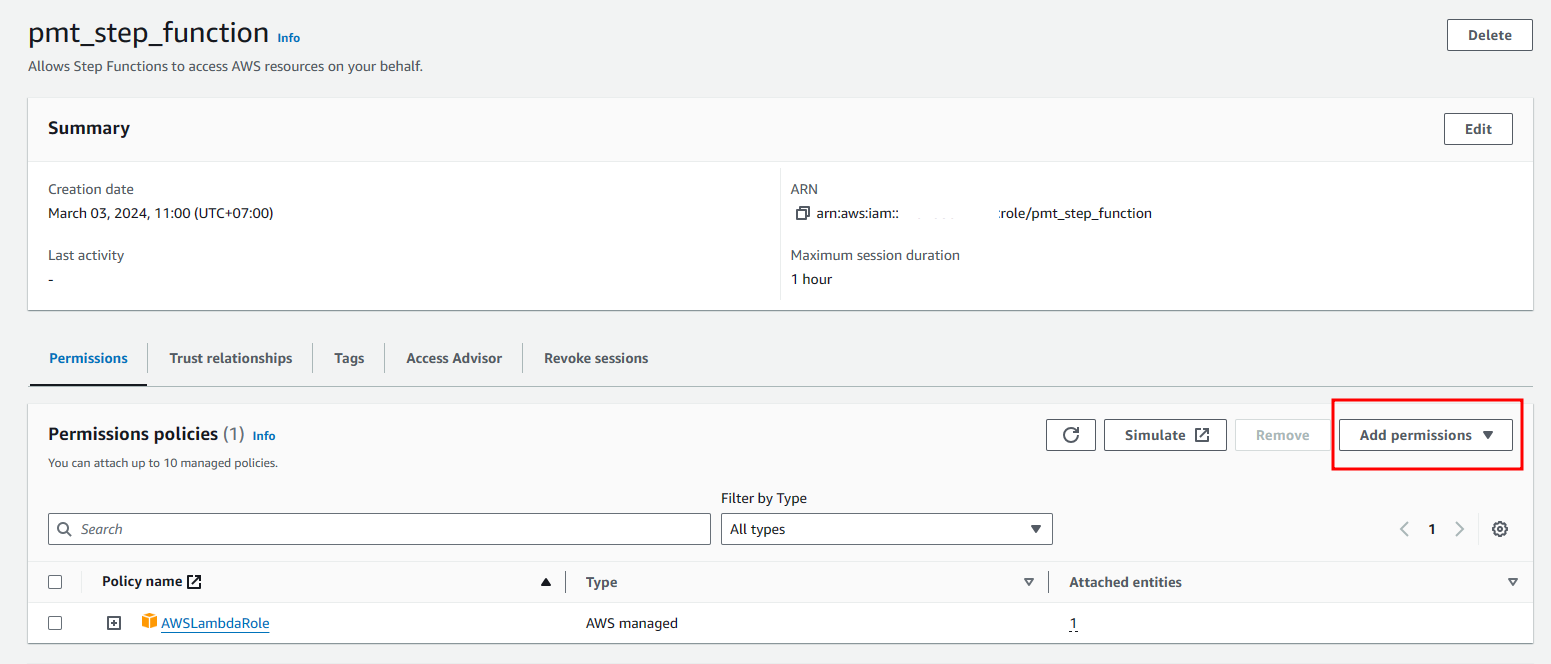 pmt_step_function Info
Delete
Allows Step Functions to access AWS resources on your behalf.
Summary
Edit
Creation date
March 03, 2024, 11:00 (UTC+07:00)
ARN
arn:aws:iam:: :role/pmt_step_function
Last activity
-
Maximum session duration
1 hour
Permissions
Trust relationships
Tags
Access Advisor
Revoke sessions
Permissions policies (1) Info
Simulate
Remove
Add permissions
You can attach up to 10 managed policies.
Filter by Type
Search
All types
1
Policy name
Type
Attached entities
AWSLambdaRole
AWS managed
1